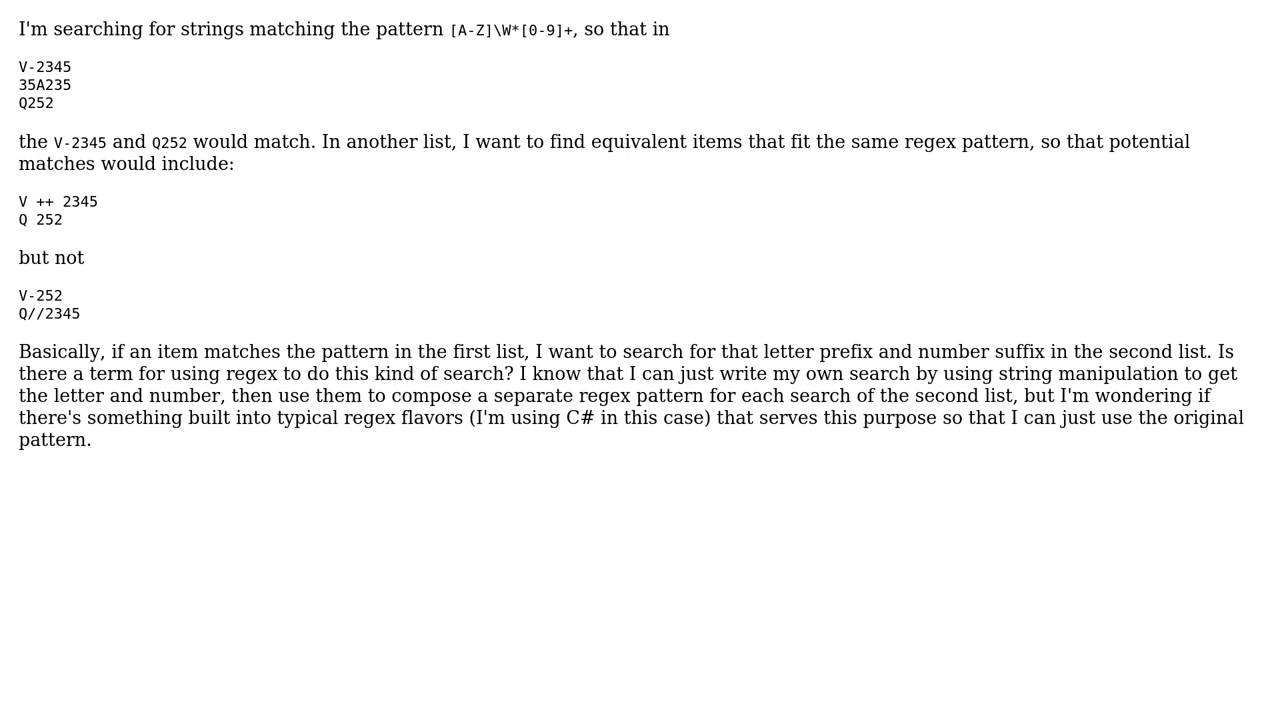 I'm searching for strings matching the pattern [A-Z]\W*[0-9]+, so that in
V-2345
35A235
Q252
the V-2345 and Q252 would match. In another list, I want to find equivalent items that fit the same regex pattern, so that potential
matches would include:
V ++ 2345
Q 252
but not
V-252
Q//2345
Basically, if an item matches the pattern in the first list, I want to search for that letter prefix and number suffix in the second list. Is
there a term for using regex to do this kind of search? I know that I can just write my own search by using string manipulation to get
the letter and number, then use them to compose a separate regex pattern for each search of the second list, but I'm wondering if
there's something built into typical regex flavors (I'm using C# in this case) that serves this purpose so that I can just use the original
pattern.